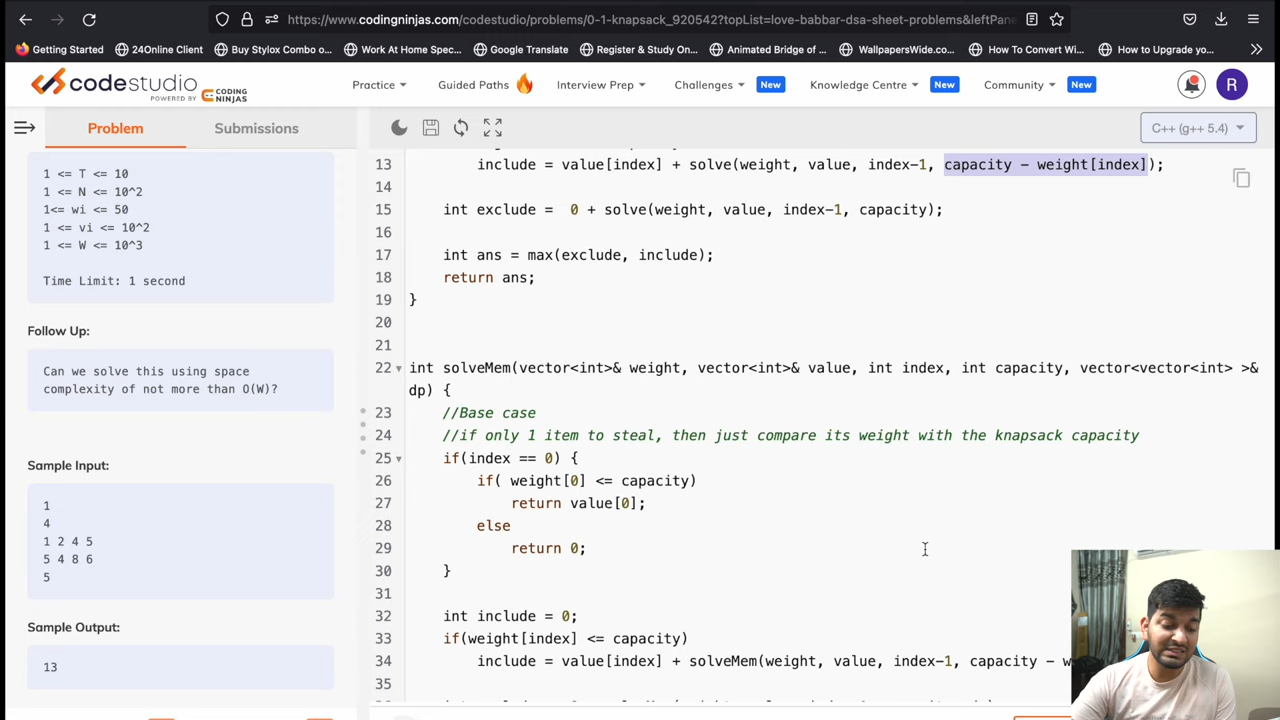 https://www.codingninjas.com/codestudio/problems/0-1-knapsack_920542?topList=love-babbar-dsa-sheet-problems&leftPane
Getting Started
24Online Client
Buy Stylox Combo o...
Work At Home Spec...
Google Translate
Register & Study On...
Animated Bridge of ...
WallpapersWide.co...
How To Convert Wi...
How to Upgrade yo...
codestudio
POWERED BY CODING NINJAS
Practice
Guided Paths
Interview Prep
Challenges New
Knowledge Centre New
Community New
R
Problem
Submissions
C++ (g++ 5.4)
1 <= T <= 10
1 <= N <= 10^2
1<= wi <= 50
1 <= vi <= 10^2
1 <= W <= 10^3
Time Limit: 1 second
Follow Up:
Can we solve this using space
complexity of not more than O(W)?
Sample Input:
1
4
1 2 4 5
5 4 8 6
5
Sample Output:
13
13 include = value[index] + solve(weight, value, index-1, capacity - weight[index]);
14
15 int exclude =  0 + solve(weight, value, index-1, capacity);
16
17 int ans = max(exclude, include);
18 return ans;
19 }
20
21
22 int solveMem(vector<int>& weight, vector<int>& value, int index, int capacity, vector<vector<int> >&
dp) {
23 //Base case
24 //if only 1 item to steal, then just compare its weight with the knapsack capacity
25 if(index == 0) {
26 if( weight[0] <= capacity)
27 return value[0];
28 else
29 return 0;
30 }
31
32 int include = 0;
33 if(weight[index] <= capacity)
34 include = value[index] + solveMem(weight, value, index-1, capacity - w
35